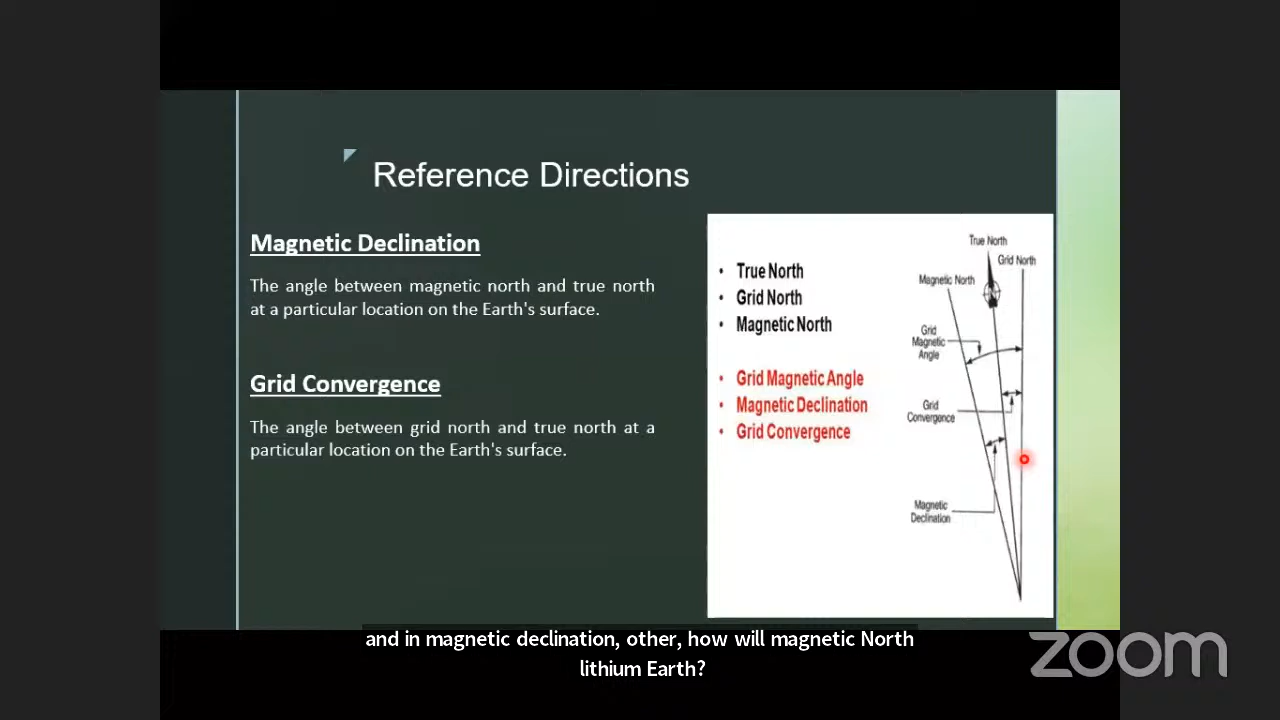 Reference Directions
Magnetic Declination
The angle between magnetic north and true north
at a particular location on the Earth's surface.
Grid Convergence
The angle between grid north and true north at a
particular location on the Earth's surface.
• True North
• Grid North
• Magnetic North
• Grid Magnetic Angle
• Magnetic Declination
• Grid Convergence
True North
Grid North
Magnetic North
Grid
Magnetic
Angle
Grid
Convergence
Magnetic
Declination
and in magnetic declination, other, how will magnetic North
lithium Earth?
zoom